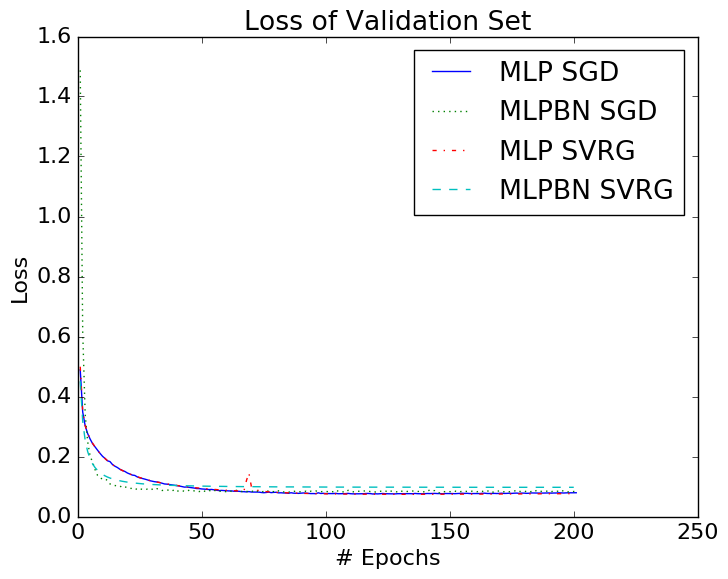 Loss of Validation Set
1.6
1.4
1.2
1.0
0.8
0.6
0.4
0.2
0.0
Loss
MLP SGD
MLPBN SGD
MLP SVRG
MLPBN SVRG
0 50 100 150 200 250
# Epochs